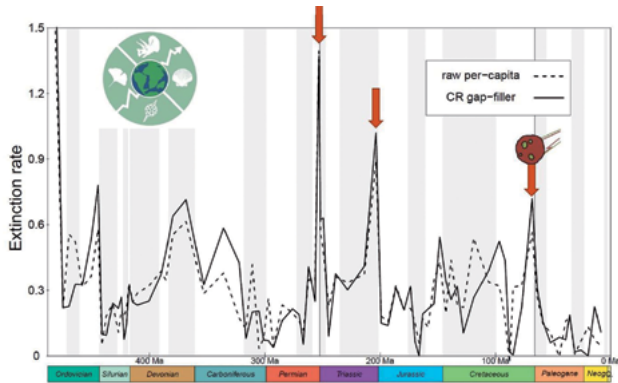 1.5
1.2
0.9
0.6
0.3
0
Extinction rate
raw per-capita
CR gap-filler
400 Ma
300 Ma
200 Ma
100 Ma
0 Ma
Ordovician Silurian Devonian Carboniferous Permian Triassic Jurassic Cretaceous Paleogene Neog Q.